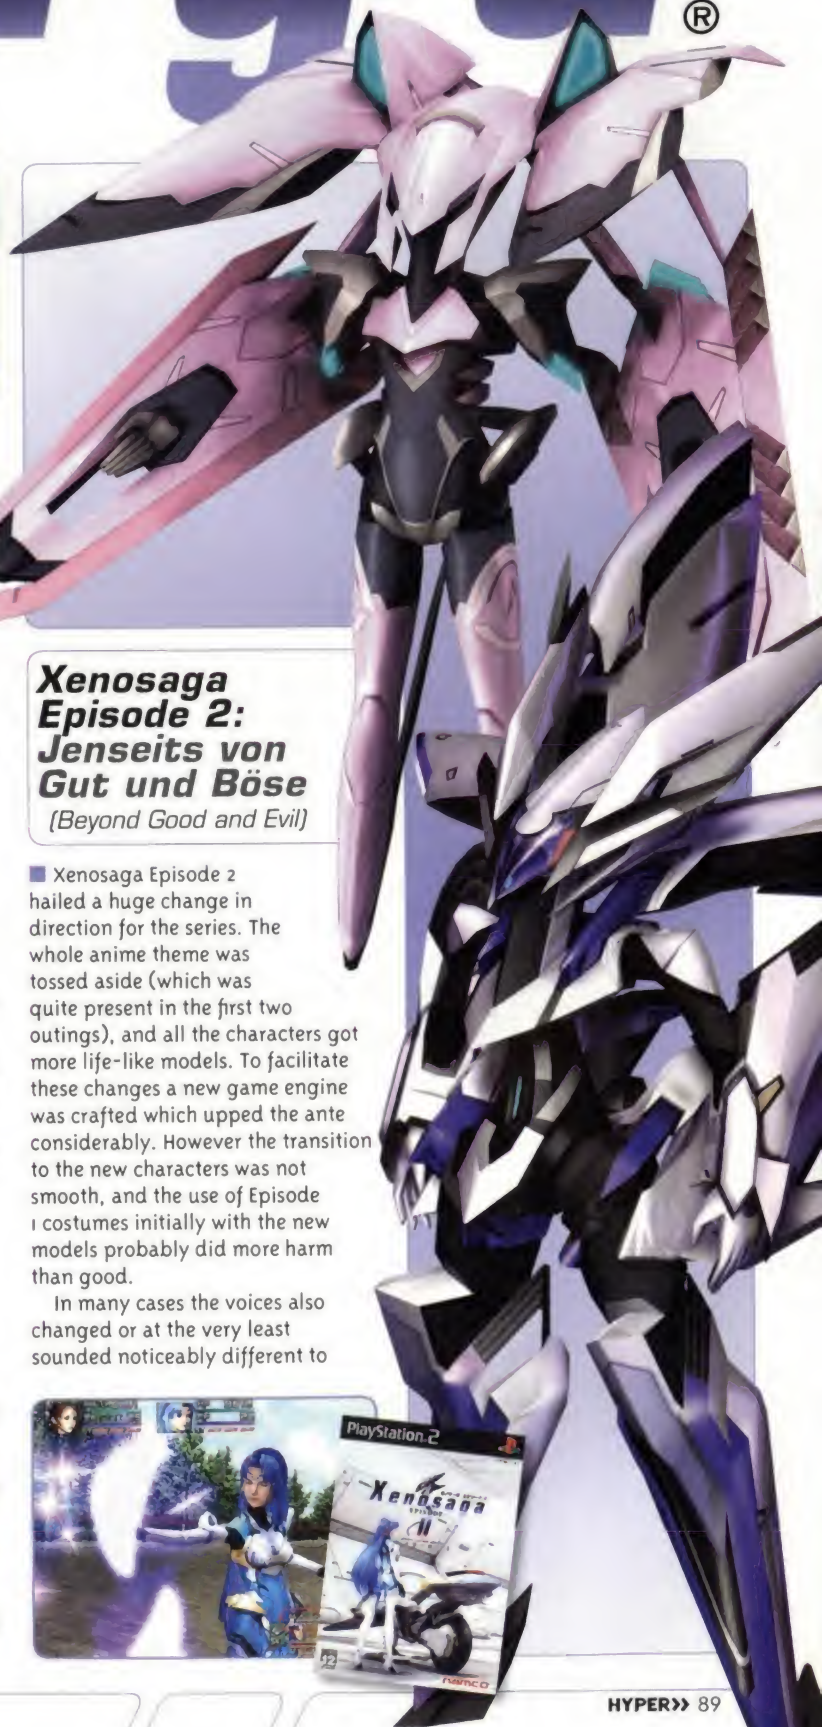 ®
Xenosaga
Episode 2:
Jenseits von
Gut und Böse
(Beyond Good and Evil)
■ Xenosaga Episode 2
hailed a huge change in
direction for the series. The
whole anime theme was
tossed aside (which was
quite present in the first two
outings), and all the characters got
more life-like models. To facilitate
these changes a new game engine
was crafted which upped the ante
considerably. However the transition
to the new characters was not
smooth, and the use of Episode
1 costumes initially with the new
models probably did more harm
than good.
In many cases the voices also
changed or at the very least
sounded noticeably different to
PlayStation.2
Xenosaga
EPISODE
II
12
namco
HYPER>> 89